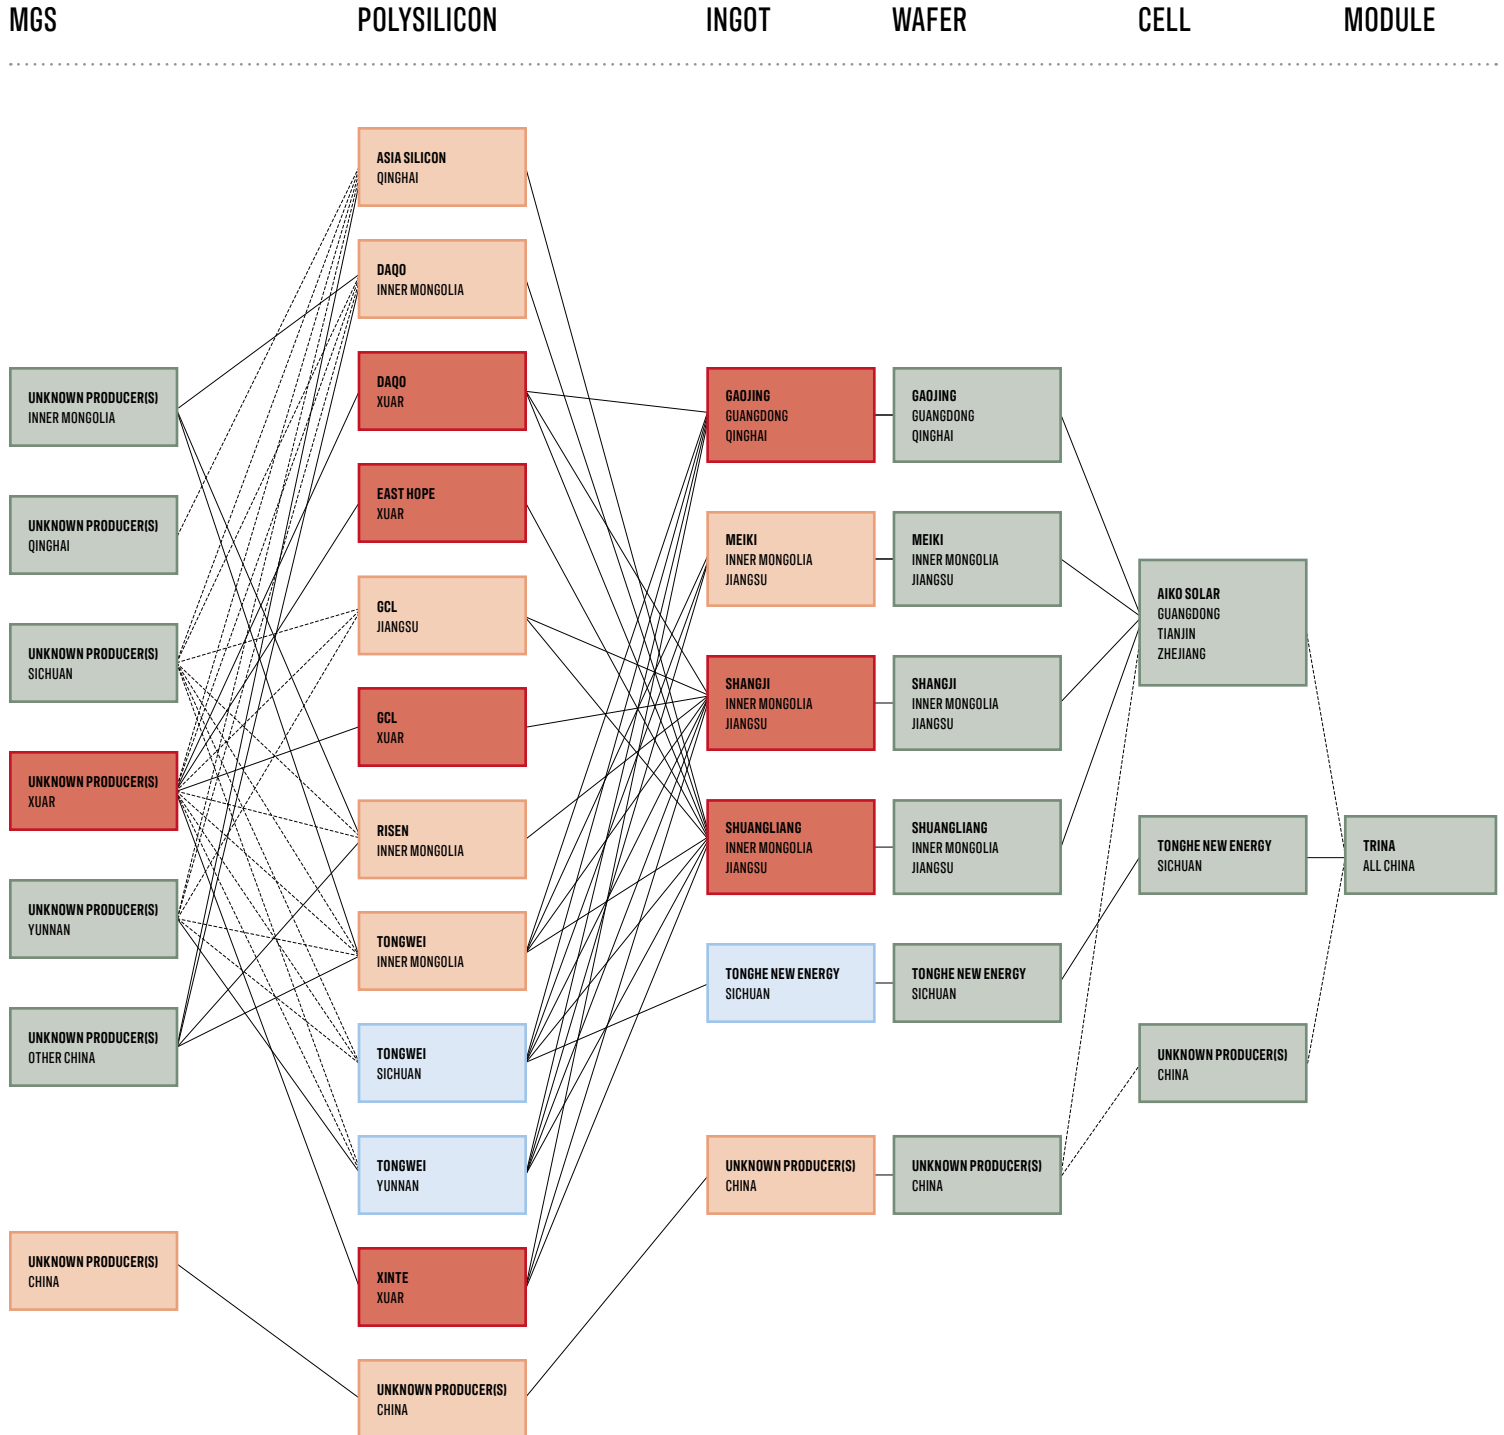 MGS
POLYSILICON
INGOT
WAFER
CELL
MODULE
UNKNOWN PRODUCER(S)
INNER MONGOLIA
UNKNOWN PRODUCER(S)
QINGHAI
UNKNOWN PRODUCER(S)
SICHUAN
UNKNOWN PRODUCER(S)
XUAR
UNKNOWN PRODUCER(S)
YUNNAN
UNKNOWN PRODUCER(S)
OTHER CHINA
UNKNOWN PRODUCER(S)
CHINA
ASIA SILICON
QINGHAI
DAQO
INNER MONGOLIA
DAQO
XUAR
EAST HOPE
XUAR
GCL
JIANGSU
GCL
XUAR
RISEN
INNER MONGOLIA
TONGWEI
INNER MONGOLIA
TONGWEI
SICHUAN
TONGWEI
YUNNAN
XINTE
XUAR
UNKNOWN PRODUCER(S)
CHINA
GAOJING
GUANGDONG
QINGHAI
MEIKI
INNER MONGOLIA
JIANGSU
SHANGJI
INNER MONGOLIA
JIANGSU
SHUANGLIANG
INNER MONGOLIA
JIANGSU
TONGHE NEW ENERGY
SICHUAN
UNKNOWN PRODUCER(S)
CHINA
GAOJING
GUANGDONG
QINGHAI
MEIKI
INNER MONGOLIA
JIANGSU
SHANGJI
INNER MONGOLIA
JIANGSU
SHUANGLIANG
INNER MONGOLIA
JIANGSU
TONGHE NEW ENERGY
SICHUAN
UNKNOWN PRODUCER(S)
CHINA
AIKO SOLAR
GUANGDONG
TIANJIN
ZHEJIANG
TONGHE NEW ENERGY
SICHUAN
UNKNOWN PRODUCER(S)
CHINA
TRINA
ALL CHINA